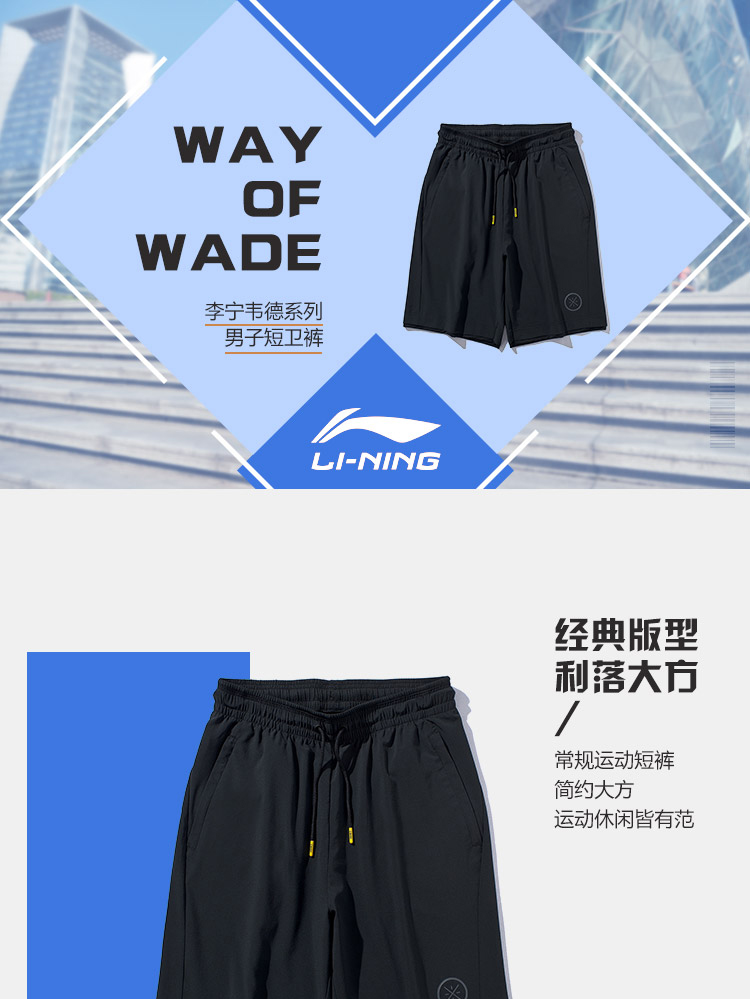 WAY
OF
WADE
李宁韦德系列
男子短卫裤
LI-NING
经典版型
利落大方
常规运动短裤
简约大方
运动休闲皆有范